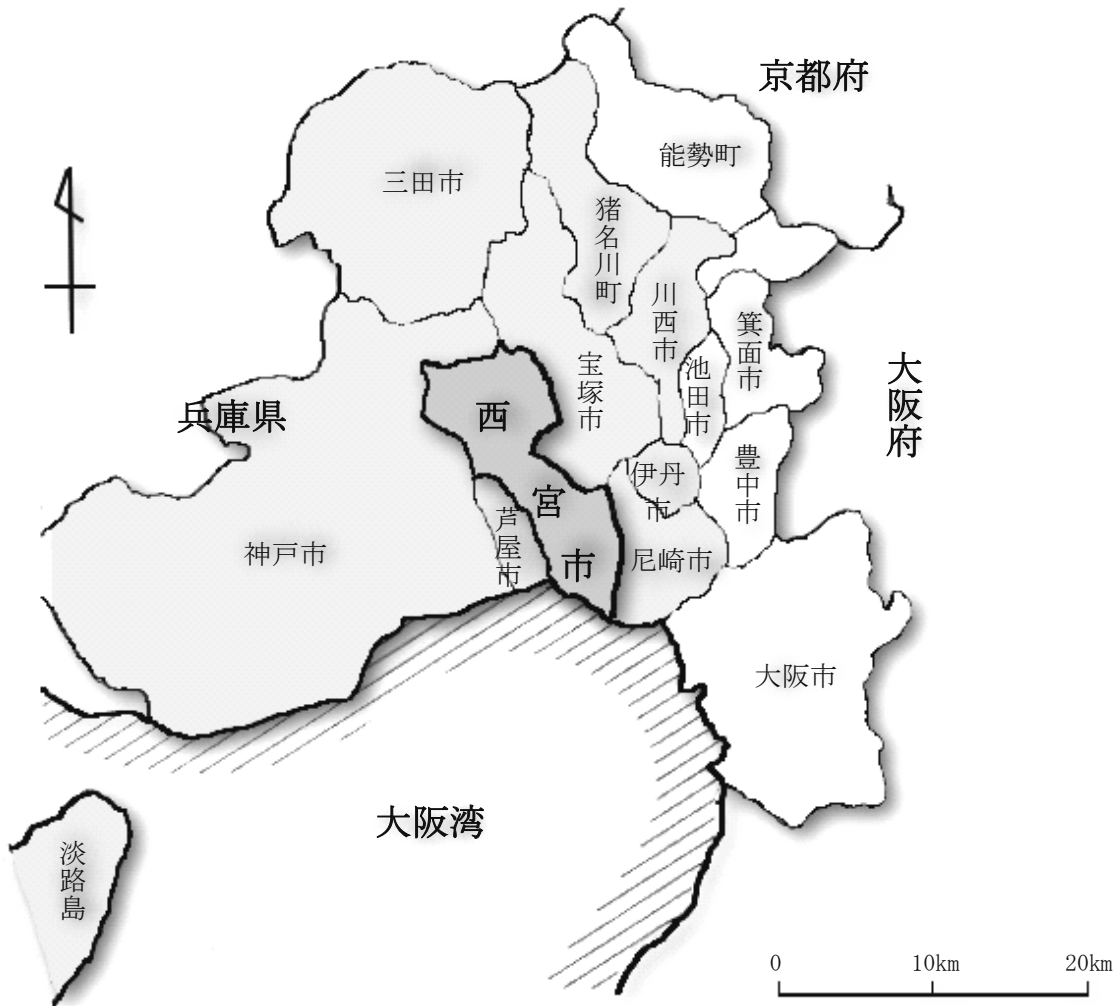 京都府
能勢町
三田市
猪名川町
川西市
箕面市
宝塚市
池田市
大阪府
兵庫県
西宮市
伊丹市
豊中市
芦屋市
神戸市
尼崎市
大阪市
大阪湾
淡路島
0 10km 20km